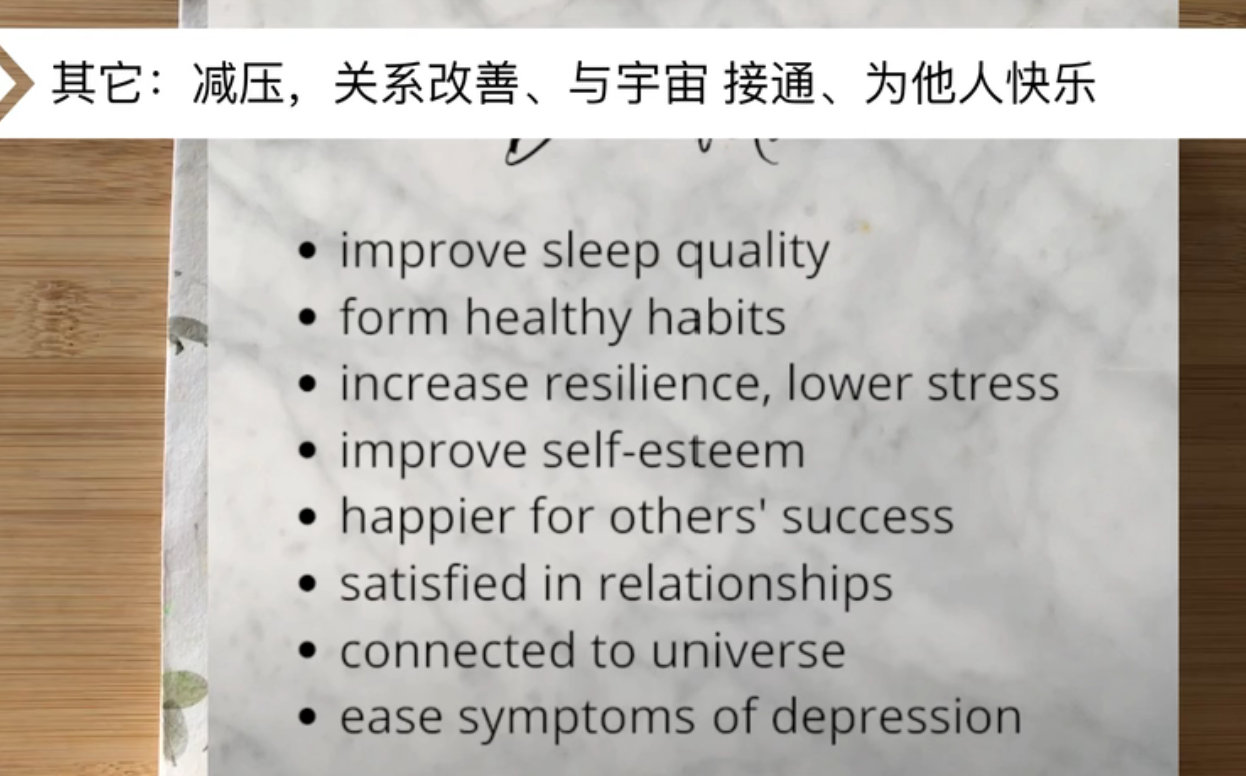 其它：减压，关系改善、与宇宙 接通、为他人快乐
improve sleep quality
form healthy habits
increase resilience, lower stress
improve self-esteem
happier for others' success
satisfied in relationships
connected to universe
ease symptoms of depression